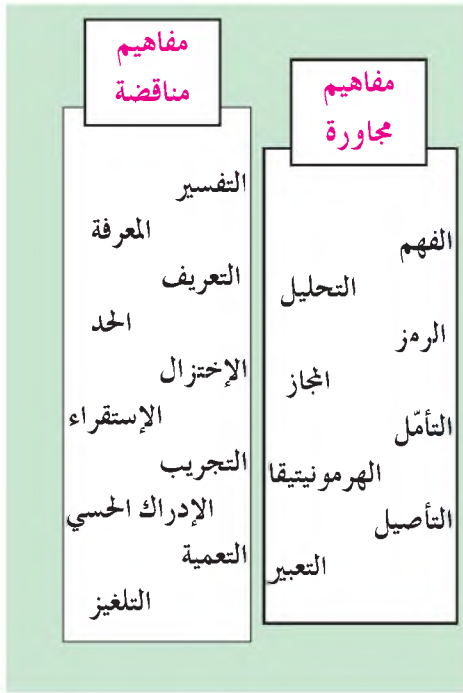 مفاهيم
مجاورة
الفهم
التحليل
الرمز
المجاز
التأمّل
الهرمونيتيقا
التأصيل
التعبير
مفاهيم
مناقضة
التفسير
المعرفة
التعريف
الحد
الإختزال
الإستقراء
التجريب
الإدراك الحسي
التعمية
التلغيز